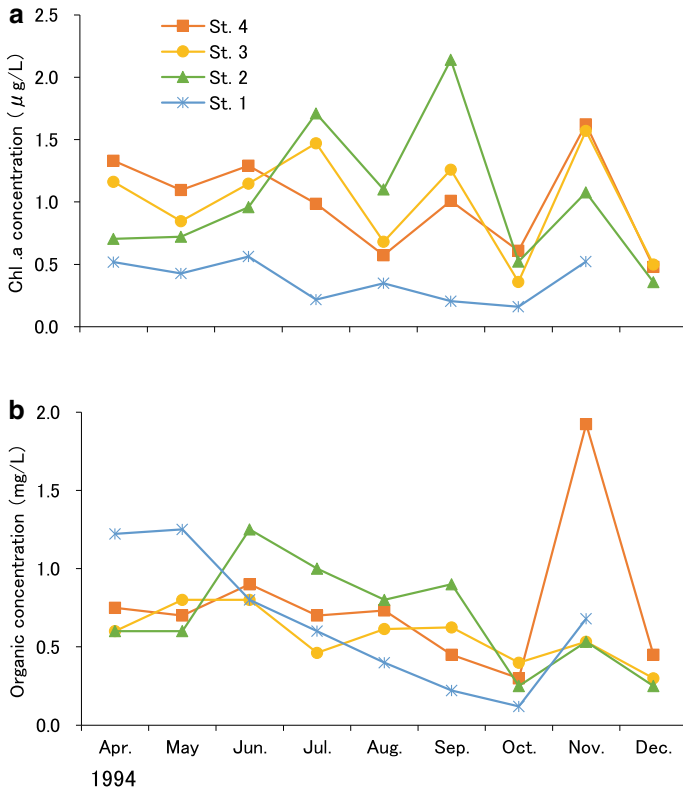 a
Chl .a concentration (μg/L)
2.5
2.0
1.5
1.0
0.5
0.0
St. 4
St. 3
St. 2
St. 1
b
Organic concentration (mg/L)
2.0
1.5
1.0
0.5
0.0
Apr. May Jun. Jul. Aug. Sep. Oct. Nov. Dec.
1994